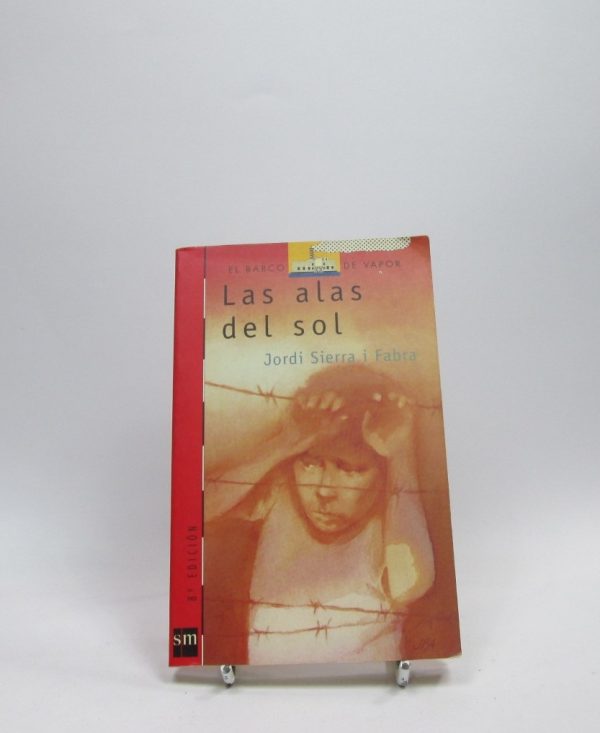 EL BARCO DE VAPOR
Las alas
del sol
Jordi Sierra i Fabra
8ª EDICIÓN
sm